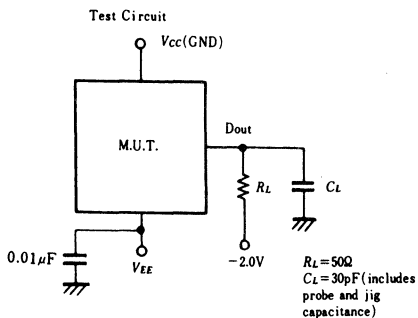 Test Circuit
VCC(GND)
M.U.T.
Dout
RL
CL
0.01μF
VEE
−2.0V
RL=50Ω
CL=30pF(includes
probe and jig
capacitance)